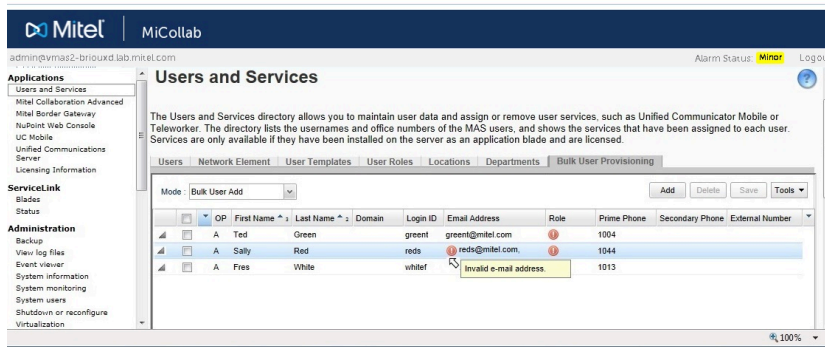 Mitel | MiCollab
admin@vmas2-brioux​d.lab.mitel.com
Alarm Status: Minor Logou
Applications
Users and Services
Mitel Collaboration Advanced
Mitel Border Gateway
NuPoint Web Console
UC Mobile
Unified Communications
Server
Licensing Information
ServiceLink
Blades
Status
Administration
Backup
View log files
Event viewer
System information
System monitoring
System users
Shutdown or reconfigure
Virtualization
Users and Services
?
The Users and Services directory allows you to maintain user data and assign or remove user services, such as Unified Communicator Mobile or
Teleworker. The directory lists the usernames and office numbers of the MAS users, and shows the services that have been assigned to each user.
Services are only available if they have been installed on the server as an application blade and are licensed.
Users Network Element User Templates User Roles Locations Departments Bulk User Provisioning
Mode : Bulk User Add Add Delete Save Tools
OP First Name 1 Last Name 2 Domain Login ID Email Address Role Prime Phone Secondary Phone External Number
A Ted Green greent greent@mitel.com 1004
A Sally Red reds reds@mitel.com, 1044
A Fres White whitef 1013
Invalid e-mail address.
100%